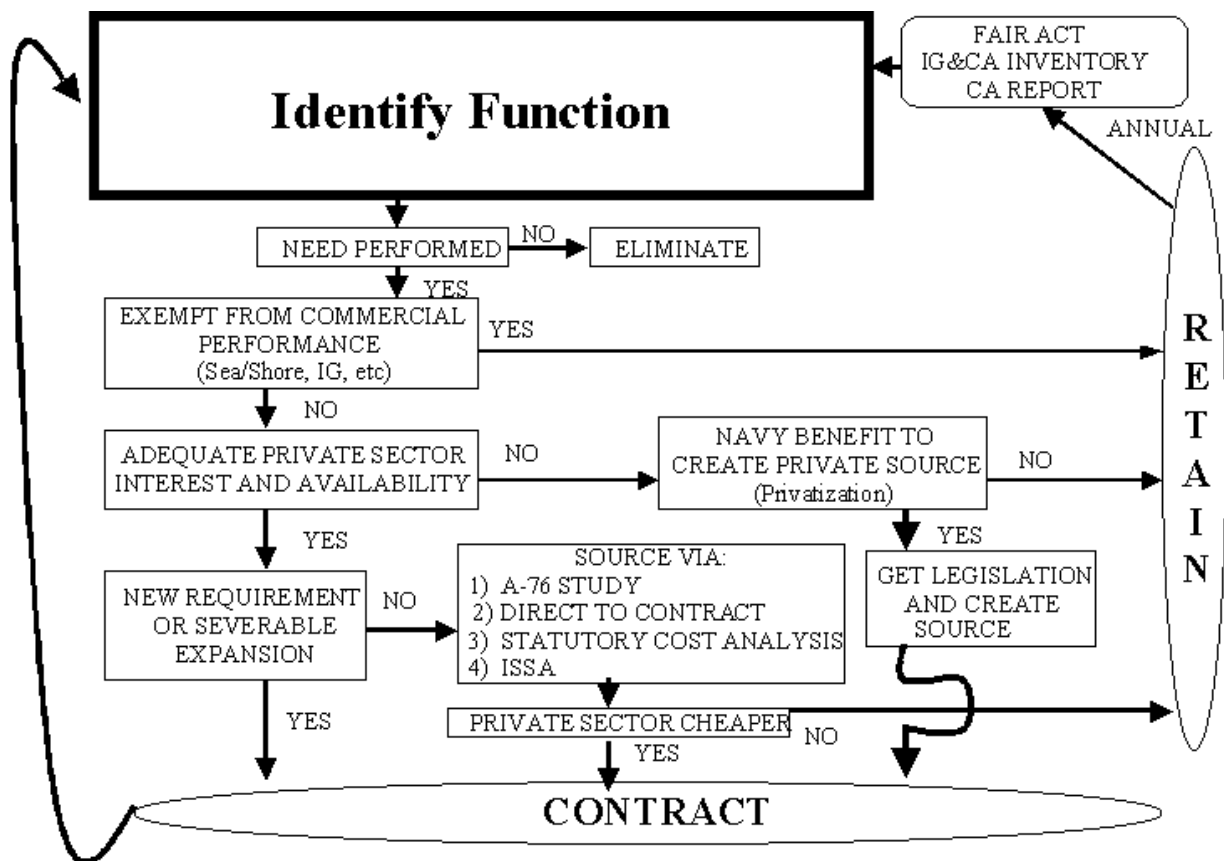 FAIR ACT
IG&CA INVENTORY
CA REPORT
Identify Function
ANNUAL
NEED PERFORMED
NO
ELIMINATE
YES
EXEMPT FROM COMMERCIAL
PERFORMANCE
(Sea/Shore, IG, etc)
YES
RETAIN
NO
ADEQUATE PRIVATE SECTOR
INTEREST AND AVAILABILITY
NO
NAVY BENEFIT TO
CREATE PRIVATE SOURCE
(Privatization)
NO
YES
YES
NEW REQUIREMENT
OR SEVERABLE
EXPANSION
NO
SOURCE VIA:
1) A-76 STUDY
2) DIRECT TO CONTRACT
3) STATUTORY COST ANALYSIS
4) ISSA
GET LEGISLATION
AND CREATE
SOURCE
YES
PRIVATE SECTOR CHEAPER
NO
YES
CONTRACT